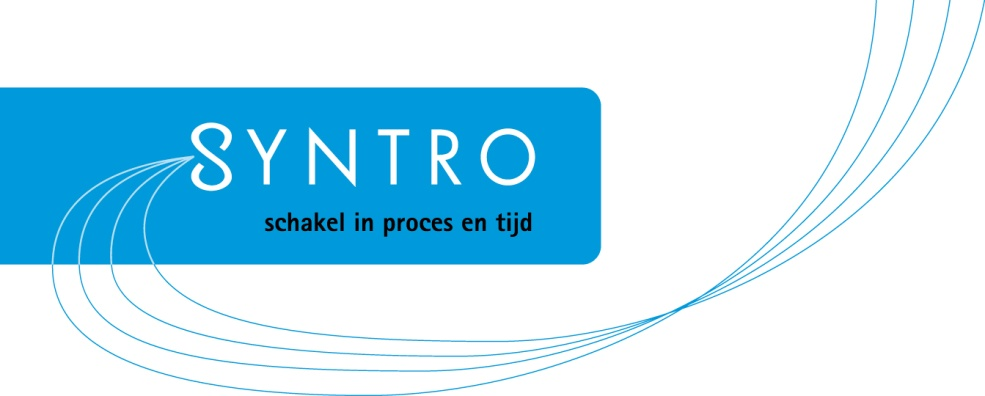 SYNTRO
schakel in proces en tijd